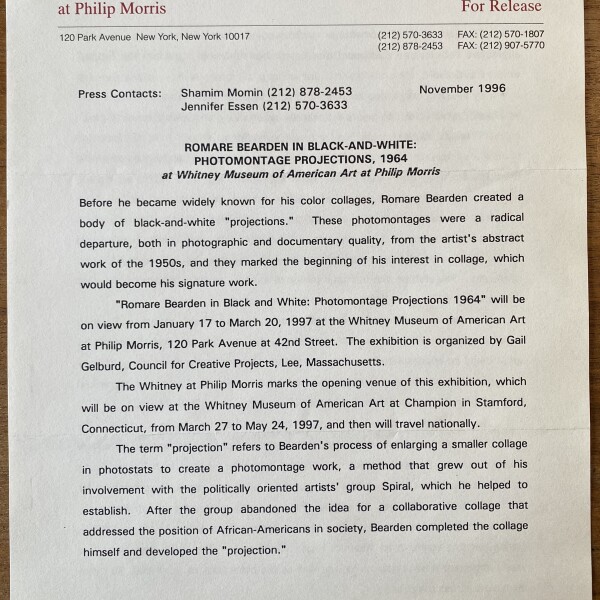 at Philip Morris
For Release
120 Park Avenue New York, New York 10017
(212) 570-3633 FAX: (212) 570-1807
(212) 878-2453 FAX: (212) 907-5770
Press Contacts: Shamim Momin (212) 878-2453
Jennifer Essen (212) 570-3633
November 1996
ROMARE BEARDEN IN BLACK-AND-WHITE:
PHOTOMONTAGE PROJECTIONS, 1964
at Whitney Museum of American Art at Philip Morris
Before he became widely known for his color collages, Romare Bearden created a
body of black-and-white "projections." These photomontages were a radical
departure, both in photographic and documentary quality, from the artist's abstract
work of the 1950s, and they marked the beginning of his interest in collage, which
would become his signature work.
"Romare Bearden in Black and White: Photomontage Projections 1964" will be
on view from January 17 to March 20, 1997 at the Whitney Museum of American Art
at Philip Morris, 120 Park Avenue at 42nd Street. The exhibition is organized by Gail
Gelburd, Council for Creative Projects, Lee, Massachusetts.
The Whitney at Philip Morris marks the opening venue of this exhibition, which
will be on view at the Whitney Museum of American Art at Champion in Stamford,
Connecticut, from March 27 to May 24, 1997, and then will travel nationally.
The term "projection" refers to Bearden's process of enlarging a smaller collage
in photostats to create a photomontage work, a method that grew out of his
involvement with the politically oriented artists' group Spiral, which he helped to
establish. After the group abandoned the idea for a collaborative collage that
addressed the position of African-Americans in society, Bearden completed the collage
himself and developed the "projection."